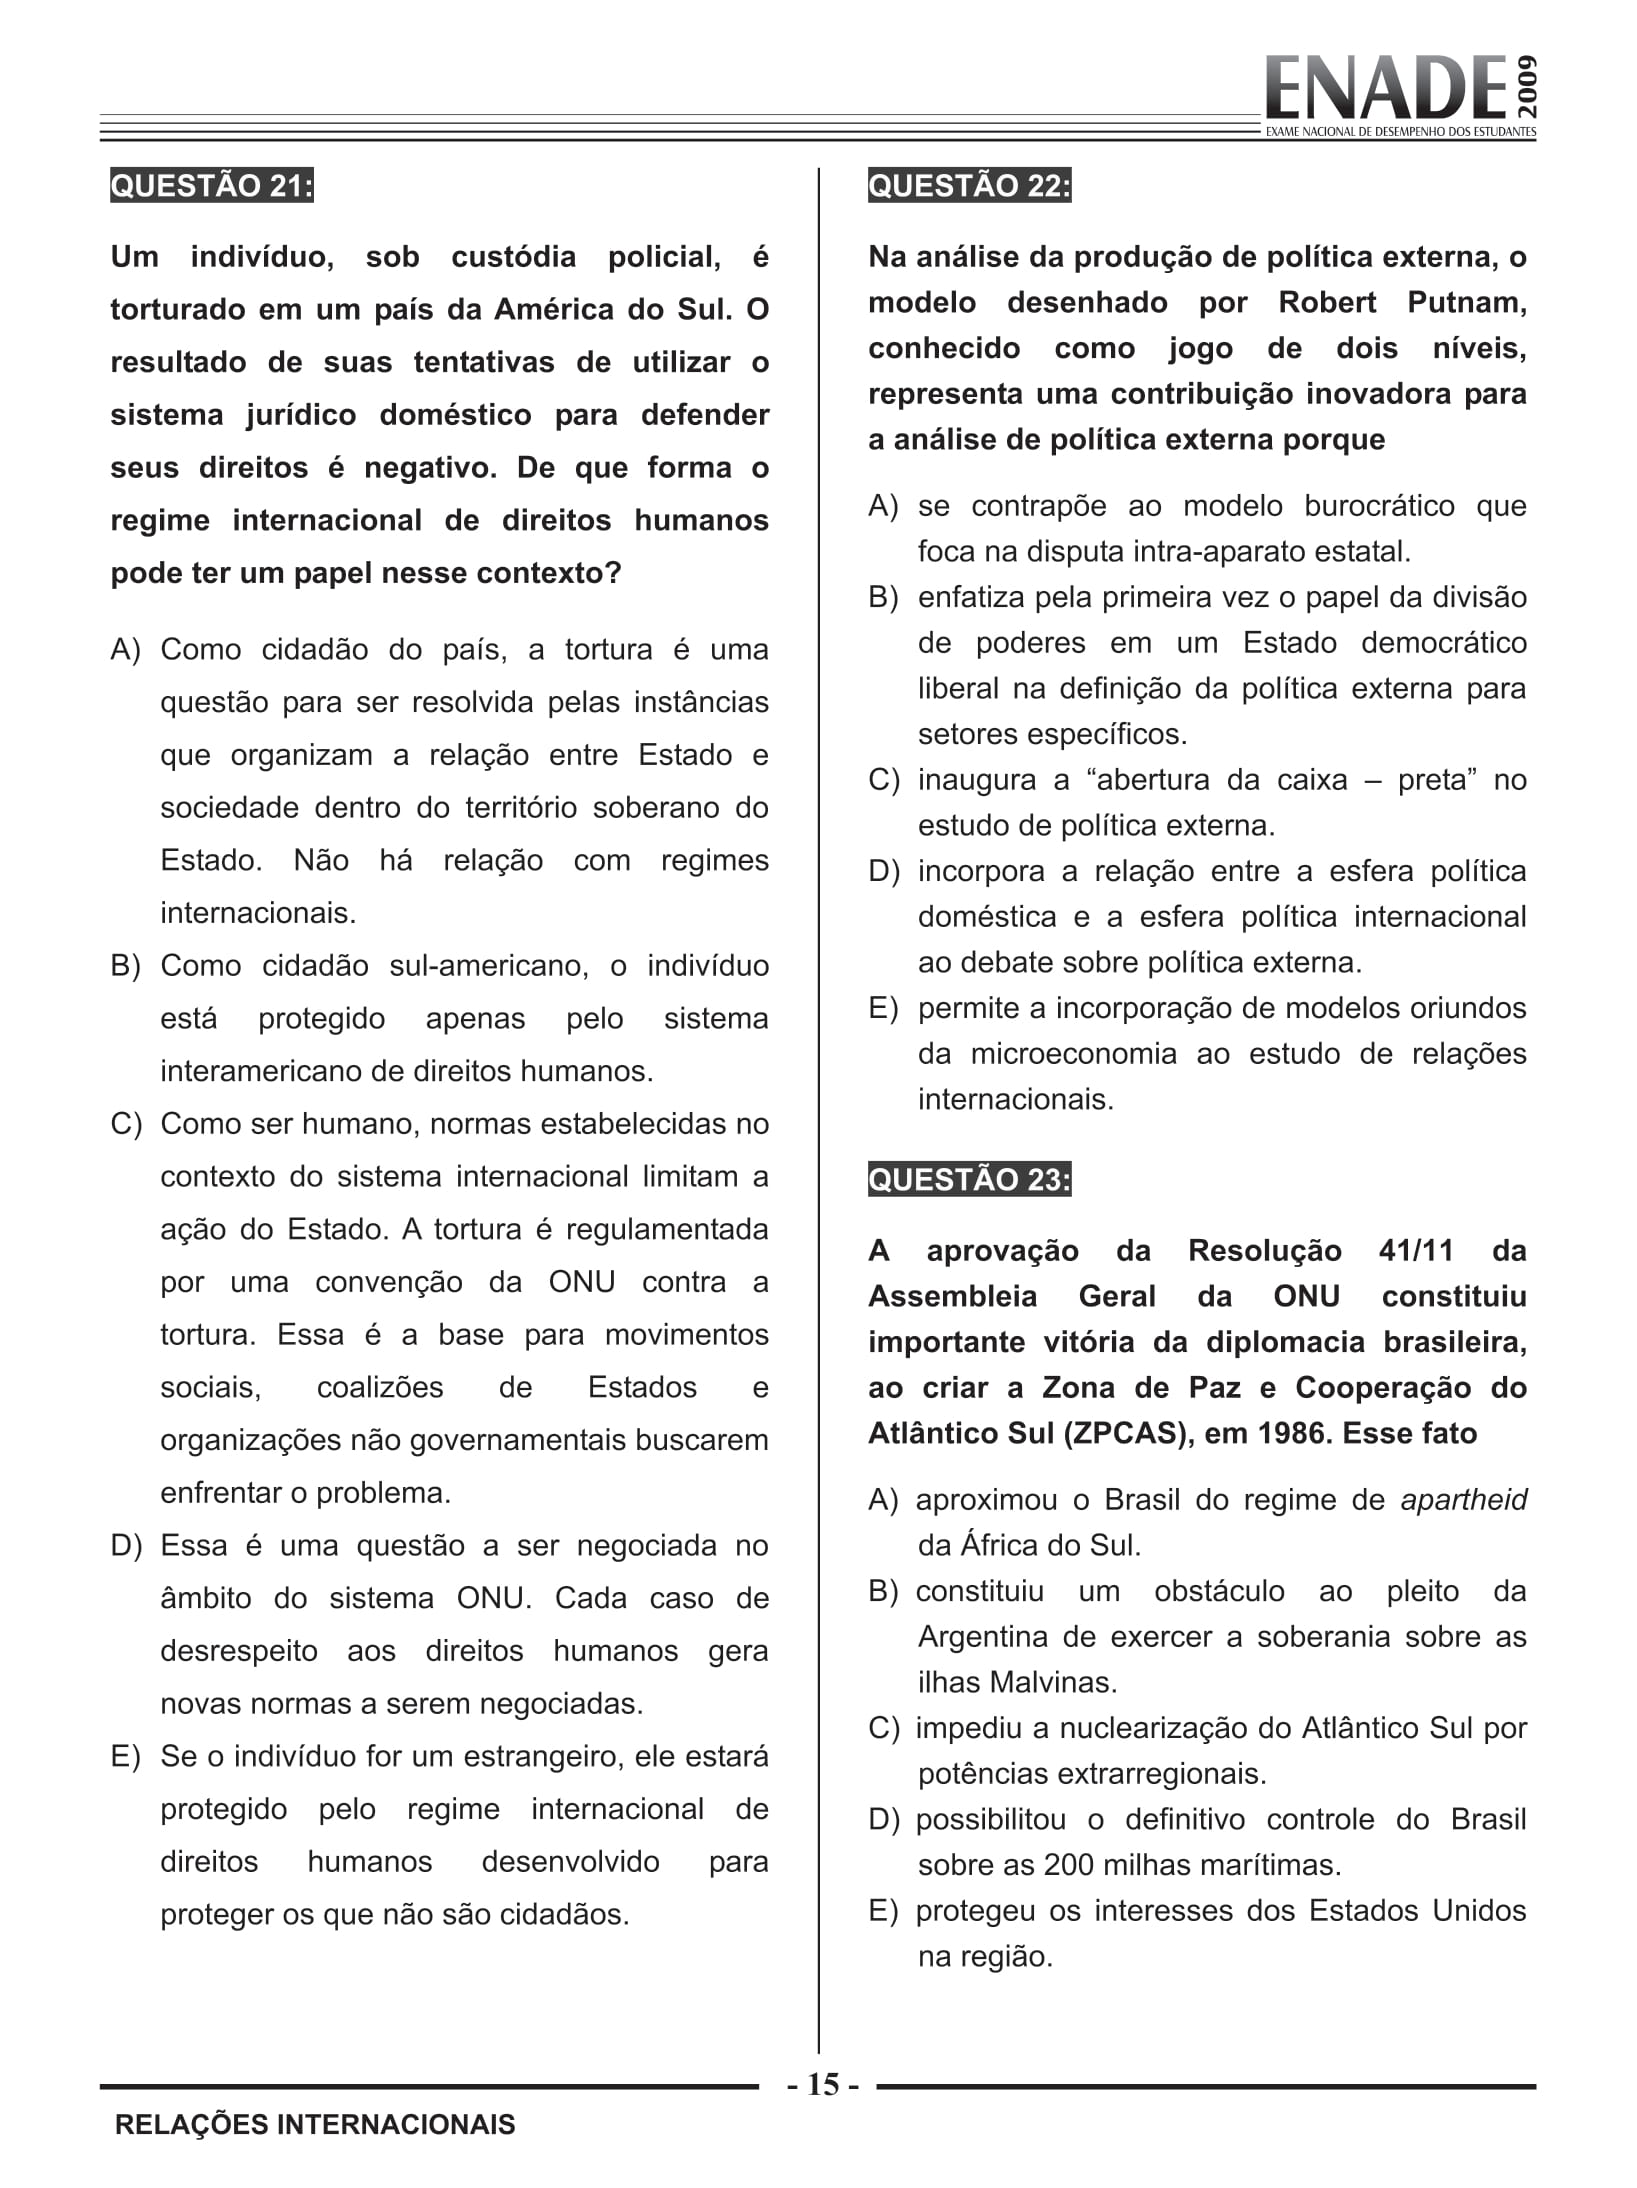 ENADE 2009
EXAME NACIONAL DE DESEMPENHO DOS ESTUDANTES
QUESTÃO 21:
Um indivíduo, sob custódia policial, é
torturado em um país da América do Sul. O
resultado de suas tentativas de utilizar o
sistema jurídico doméstico para defender
seus direitos é negativo. De que forma o
regime internacional de direitos humanos
pode ter um papel nesse contexto?
A) Como cidadão do país, a tortura é uma
questão para ser resolvida pelas instâncias
que organizam a relação entre Estado e
sociedade dentro do território soberano do
Estado. Não há relação com regimes
internacionais.
B) Como cidadão sul-americano, o indivíduo
está protegido apenas pelo sistema
interamericano de direitos humanos.
C) Como ser humano, normas estabelecidas no
contexto do sistema internacional limitam a
ação do Estado. A tortura é regulamentada
por uma convenção da ONU contra a
tortura. Essa é a base para movimentos
sociais, coalizões de Estados e
organizações não governamentais buscarem
enfrentar o problema.
D) Essa é uma questão a ser negociada no
âmbito do sistema ONU. Cada caso de
desrespeito aos direitos humanos gera
novas normas a serem negociadas.
E) Se o indivíduo for um estrangeiro, ele estará
protegido pelo regime internacional de
direitos humanos desenvolvido para
proteger os que não são cidadãos.
QUESTÃO 22:
Na análise da produção de política externa, o
modelo desenhado por Robert Putnam,
conhecido como jogo de dois níveis,
representa uma contribuição inovadora para
a análise de política externa porque
A) se contrapõe ao modelo burocrático que
foca na disputa intra-aparato estatal.
B) enfatiza pela primeira vez o papel da divisão
de poderes em um Estado democrático
liberal na definição da política externa para
setores específicos.
C) inaugura a “abertura da caixa – preta” no
estudo de política externa.
D) incorpora a relação entre a esfera política
doméstica e a esfera política internacional
ao debate sobre política externa.
E) permite a incorporação de modelos oriundos
da microeconomia ao estudo de relações
internacionais.
QUESTÃO 23:
A aprovação da Resolução 41/11 da
Assembleia Geral da ONU constituiu
importante vitória da diplomacia brasileira,
ao criar a Zona de Paz e Cooperação do
Atlântico Sul (ZPCAS), em 1986. Esse fato
A) aproximou o Brasil do regime de apartheid
da África do Sul.
B) constituiu um obstáculo ao pleito da
Argentina de exercer a soberania sobre as
ilhas Malvinas.
C) impediu a nuclearização do Atlântico Sul por
potências extrarregionais.
D) possibilitou o definitivo controle do Brasil
sobre as 200 milhas marítimas.
E) protegeu os interesses dos Estados Unidos
na região.
- 15 -
RELAÇÕES INTERNACIONAIS